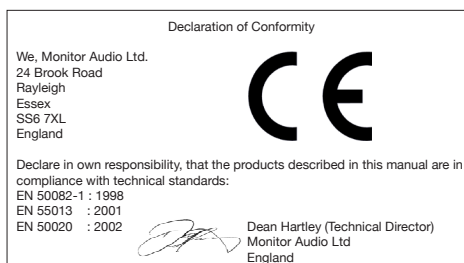 Declaration of Conformity
We, Monitor Audio Ltd.
24 Brook Road
Rayleigh
Essex
SS6 7XL
England
CE
Declare in own responsibility, that the products described in this manual are in
compliance with technical standards:
EN 50082-1 : 1998
EN 55013 : 2001
EN 50020 : 2002
Dean Hartley (Technical Director)
Monitor Audio Ltd
England